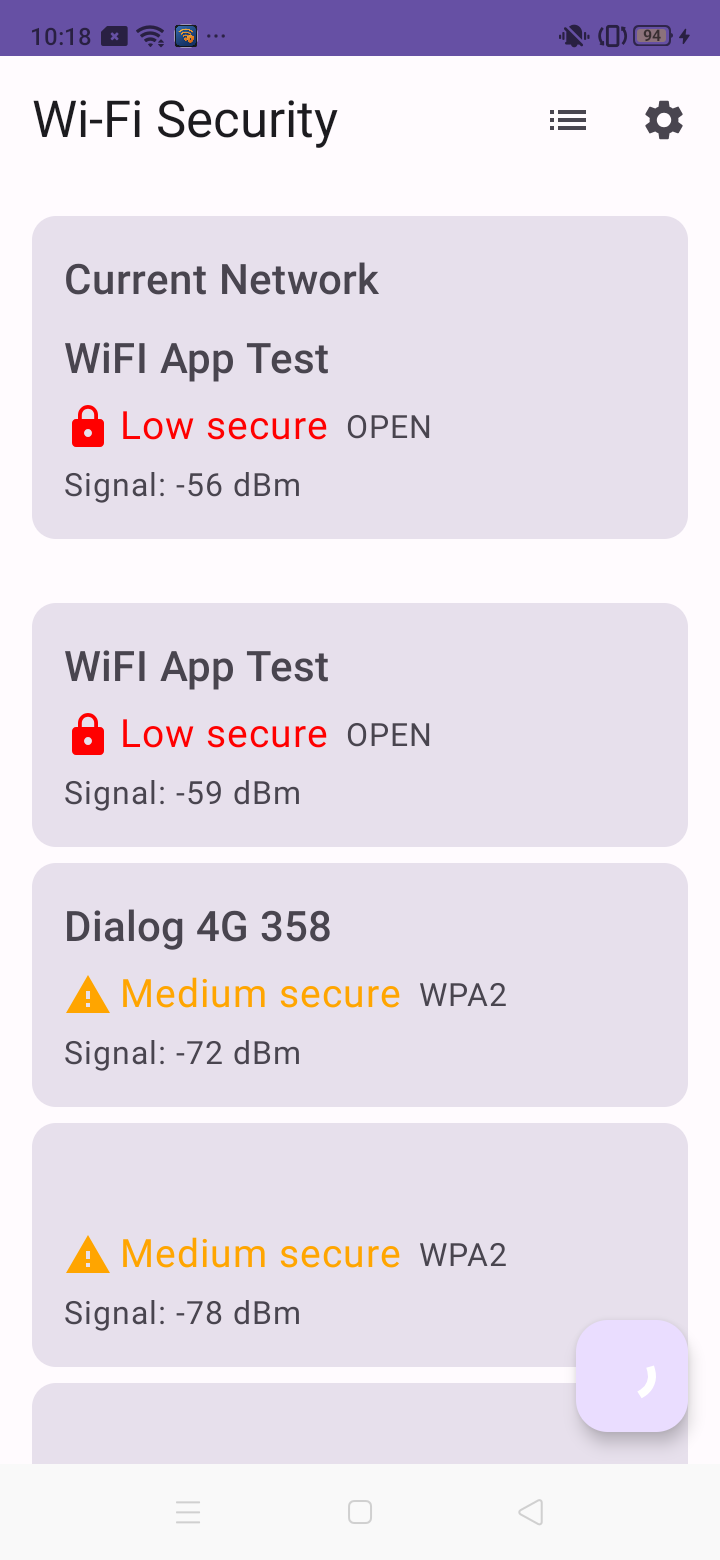 10:18 ... 94
Wi-Fi Security
Current Network
WiFI App Test
Low secure OPEN
Signal: -56 dBm
WiFI App Test
Low secure OPEN
Signal: -59 dBm
Dialog 4G 358
Medium secure WPA2
Signal: -72 dBm
Medium secure WPA2
Signal: -78 dBm